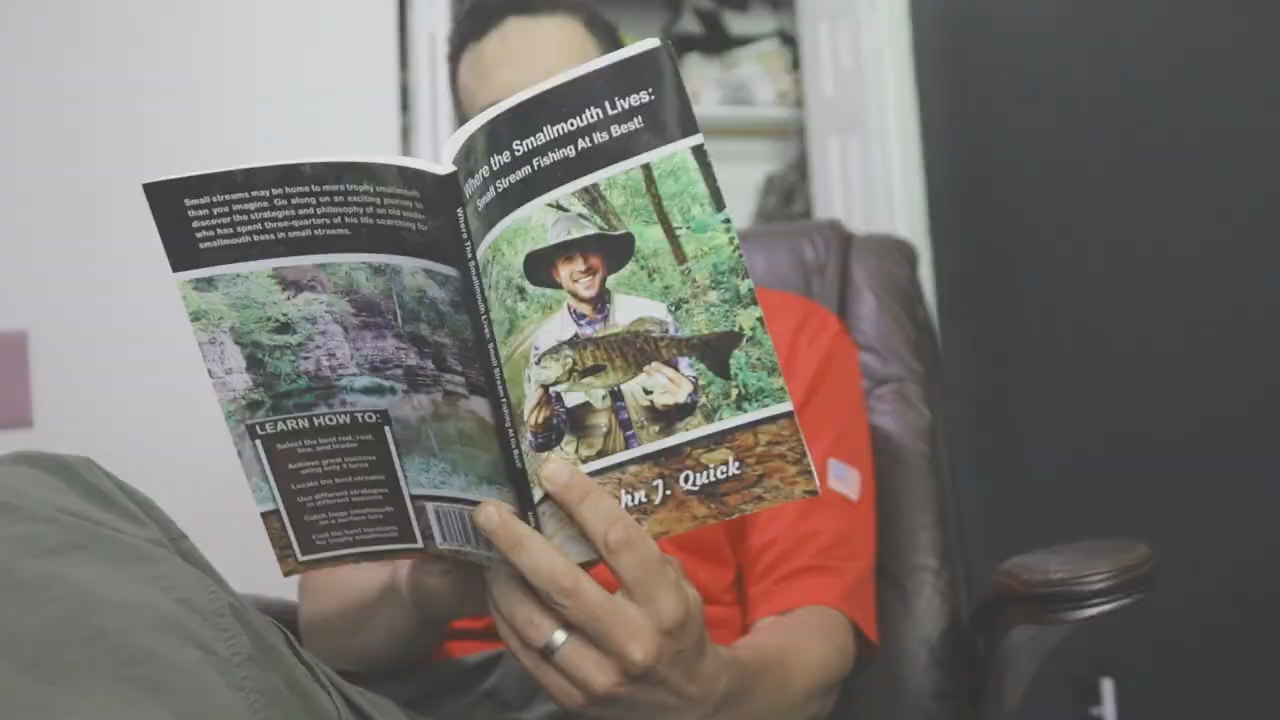 Small streams may be home to more trophy smallmouth
than you imagine. Go along on an exciting journey to
discover the strategies and philosophy of an old wader
who has spent three-quarters of his life searching for
smallmouth bass in small streams.
LEARN HOW TO:
Select the best rod, reel,
line, and leader
Achieve great success
using only 3 lures
Locate the best streams
Use different strategies
in different seasons
Catch huge smallmouth
on a surface lure
Find the best locations
for trophy smallmouth
Where The Smallmouth Lives: Small Stream Fishing At Its Best!
Where the Smallmouth Lives:
Small Stream Fishing At Its Best!
hn J. Quick